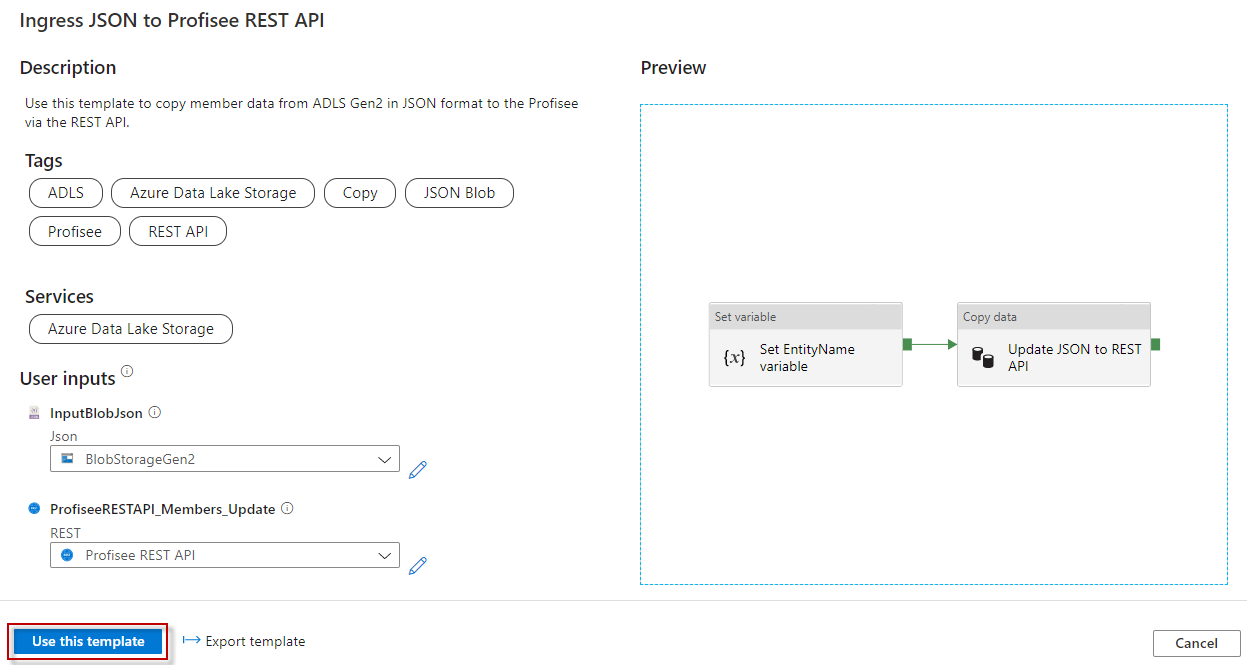 Ingress JSON to Profisee REST API
Description
Use this template to copy member data from ADLS Gen2 in JSON format to the Profisee
via the REST API.
Tags
ADLS
Azure Data Lake Storage
Copy
JSON Blob
Profisee
REST API
Services
Azure Data Lake Storage
User inputs
InputBlobJson
Json
BlobStorageGen2
ProfiseeRESTAPI_Members_Update
REST
Profisee REST API
Preview
Set variable
{x}
Set EntityName
variable
Copy data
Update JSON to REST
API
Use this template
Export template
Cancel